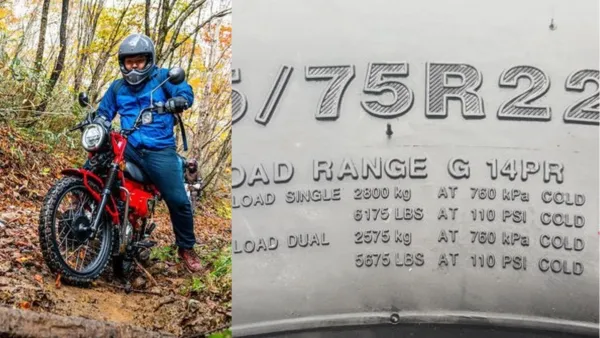 /75R22
LOAD RANGE G 14PR
LOAD SINGLE 2800 kg AT 760 kPa COLD
6175 LBS AT 110 PSI COLD
LOAD DUAL 2575 kg AT 760 kPa COLD
5675 LBS AT 110 PSI COLD